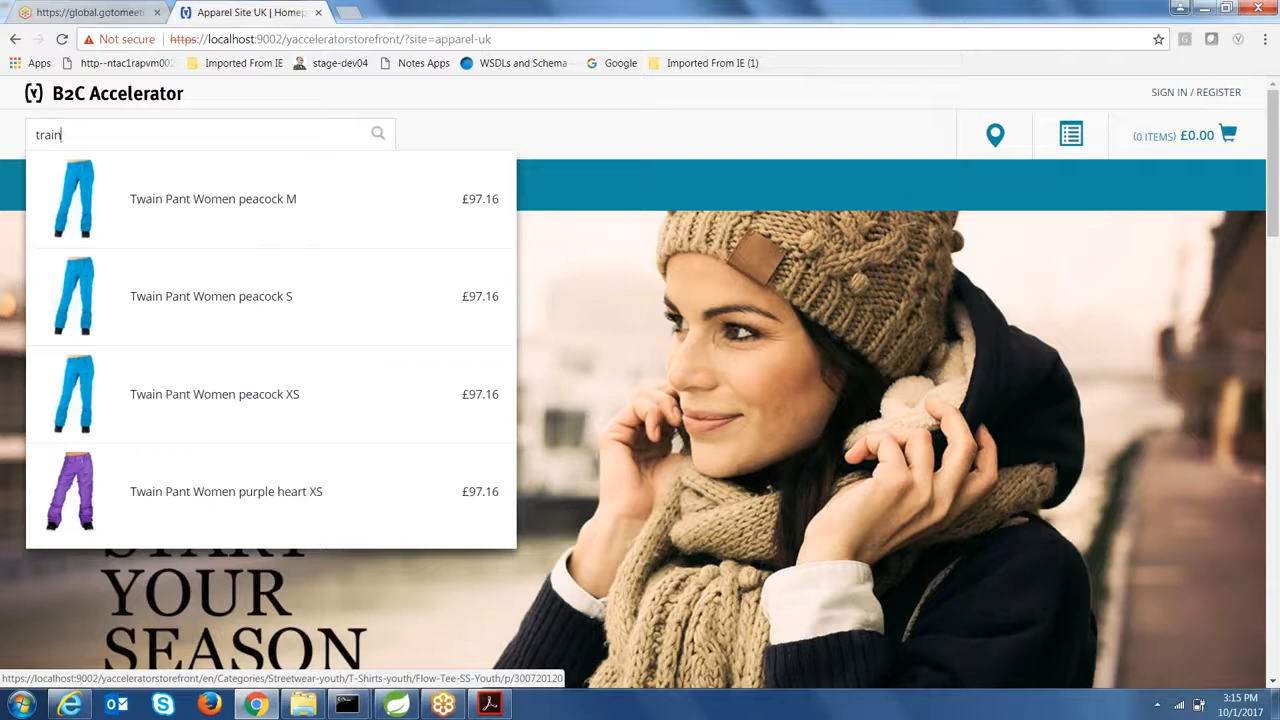 https://global.gotomeeti
Apparel Site UK | Homep
Not secure
https://localhost:9002/yacceleratorstorefront/?site=apparel-uk
Apps
http--ntac1rapvm002
Imported From IE
stage-dev04
Notes Apps
WSDLs and Schema
Google
Imported From IE (1)
B2C Accelerator
SIGN IN / REGISTER
train
(0 ITEMS) £0.00
Twain Pant Women peacock M £97.16
Twain Pant Women peacock S £97.16
Twain Pant Women peacock XS £97.16
Twain Pant Women purple heart XS £97.16
START
YOUR
SEASON
https://localhost:9002/yacceleratorstorefront/en/Categories/Streetwear-youth/T-Shirts-youth/Flow-Tee-SS-Youth/p/300720120
3:15 PM
10/1/2017